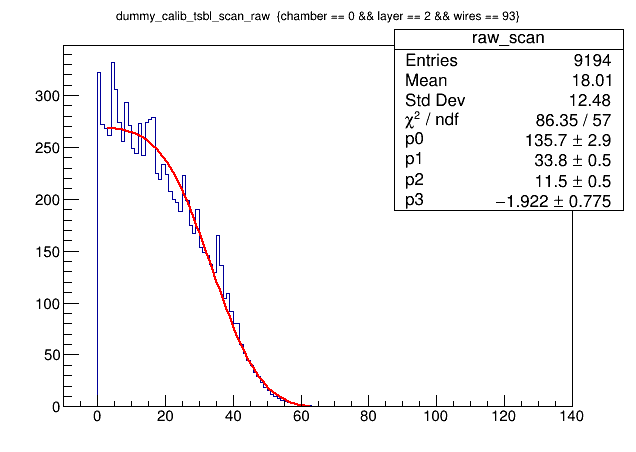 dummy_calib_tsbl_scan_raw {chamber == 0 && layer == 2 && wires == 93}
raw_scan
Entries 9194
Mean 18.01
Std Dev 12.48
χ² / ndf 86.35 / 57
p0 135.7 ± 2.9
p1 33.8 ± 0.5
p2 11.5 ± 0.5
p3 −1.922 ± 0.775
300
250
200
150
100
50
0
0 20 40 60 80 100 120 140